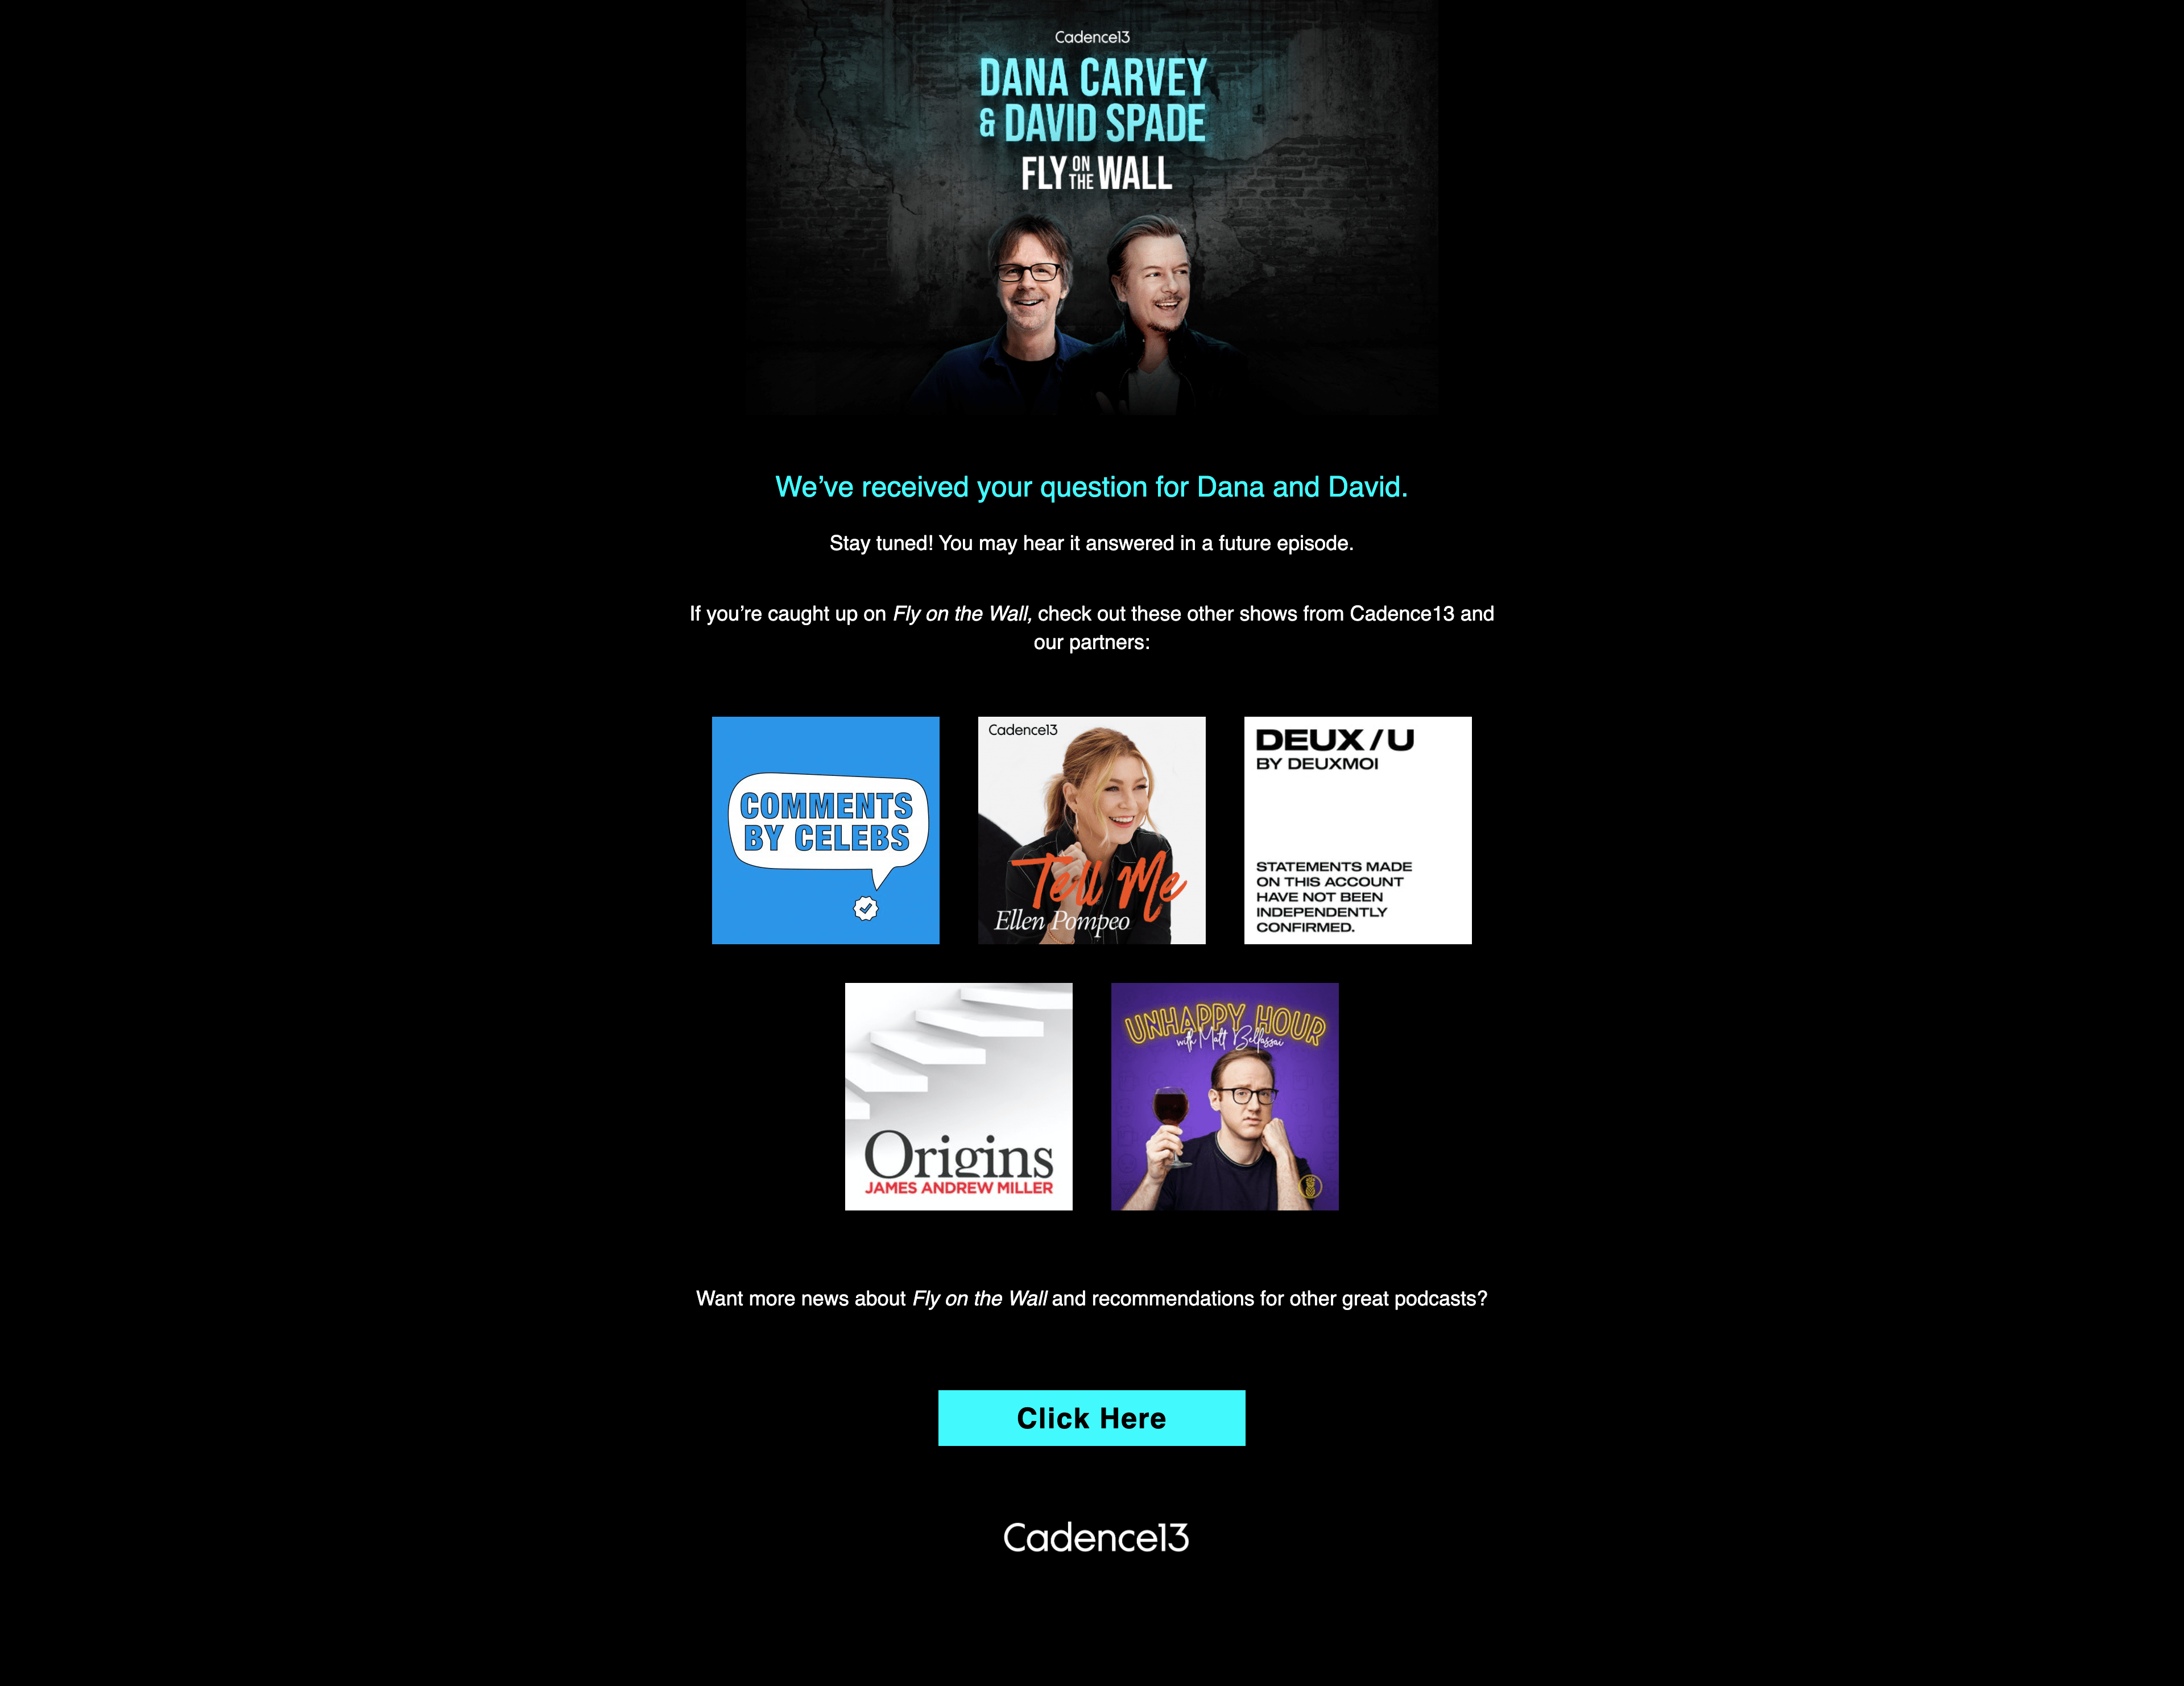 Cadence13
DANA CARVEY
& DAVID SPADE
FLY ON THE WALL
We’ve received your question for Dana and David.
Stay tuned! You may hear it answered in a future episode.
If you’re caught up on Fly on the Wall, check out these other shows from Cadence13 and
our partners:
COMMENTS
BY CELEBS
Cadence13
Tell Me
Ellen Pompeo
DEUX/U
BY DEUXMOI
STATEMENTS MADE
ON THIS ACCOUNT
HAVE NOT BEEN
INDEPENDENTLY
CONFIRMED.
Origins
JAMES ANDREW MILLER
UNHAPPY HOUR
with Matt Bellassai
Want more news about Fly on the Wall and recommendations for other great podcasts?
Click Here
Cadence13